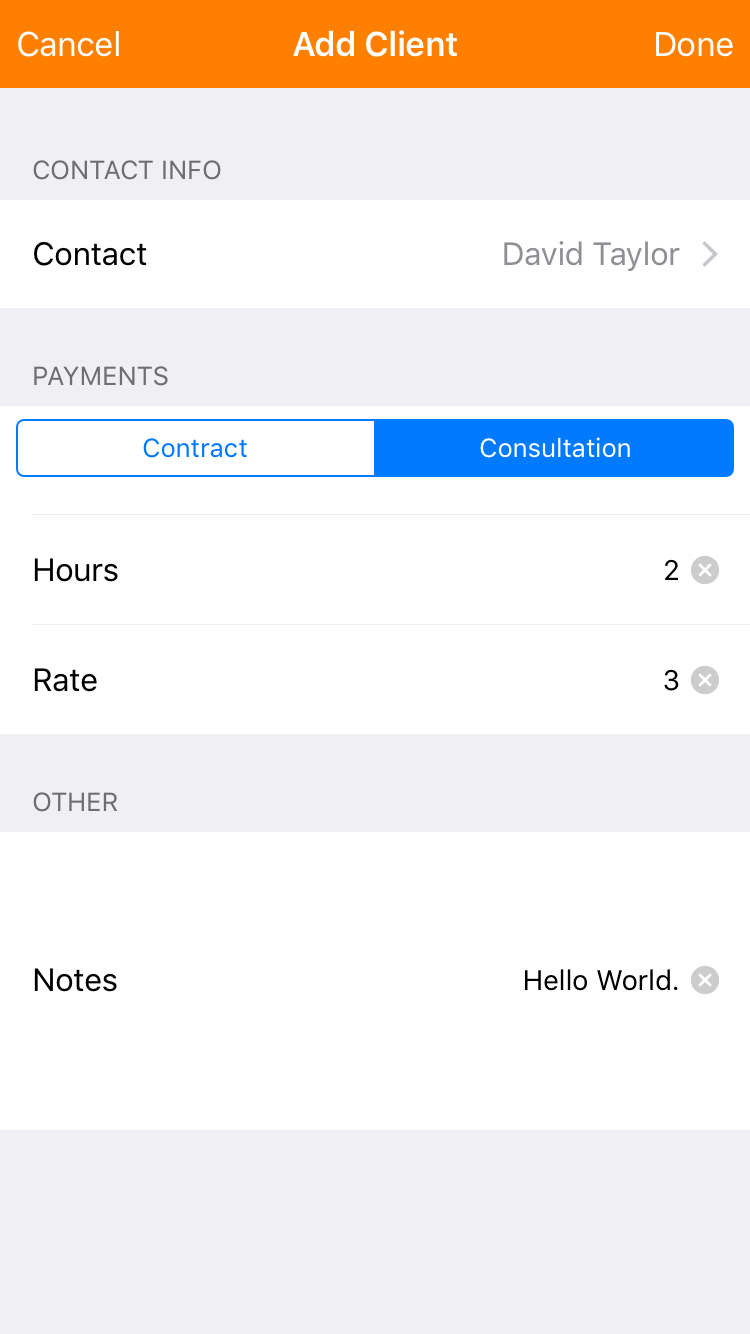 Cancel Add Client Done
CONTACT INFO
Contact David Taylor
PAYMENTS
Contract Consultation
Hours 2
Rate 3
OTHER
Notes Hello World.